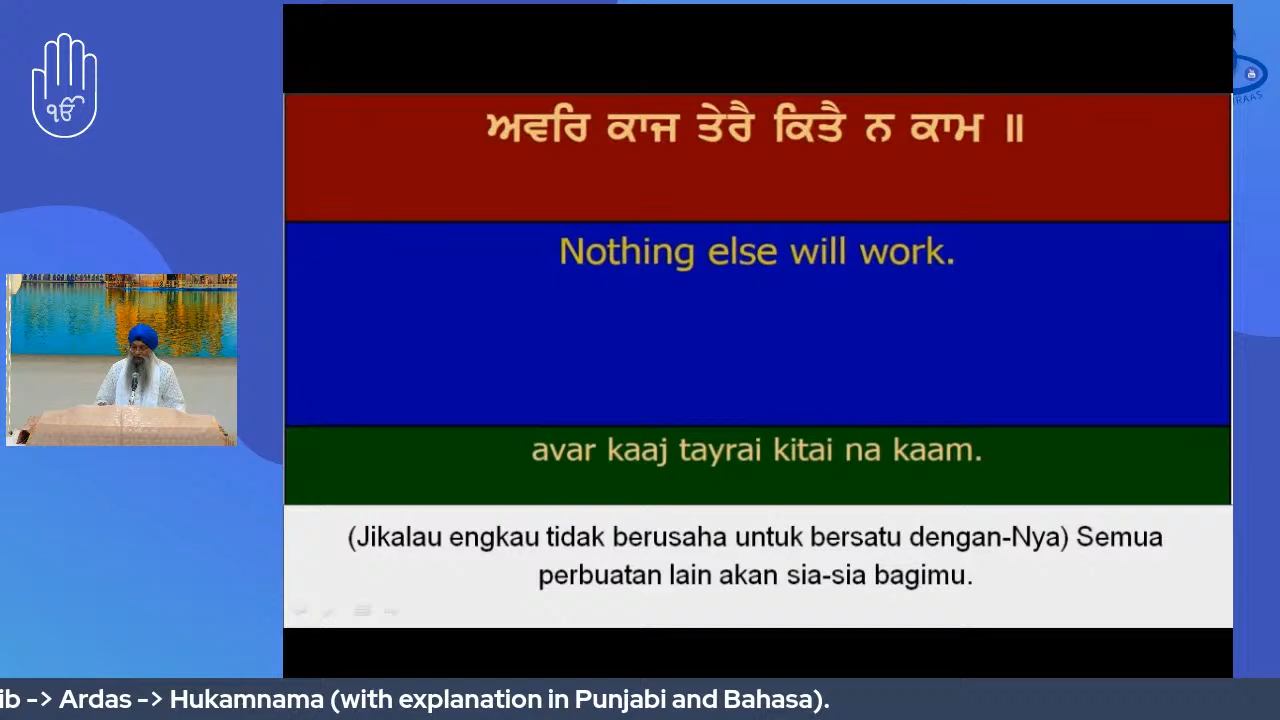 ੴ
ਅਵਰਿ ਕਾਜ ਤੇਰੈ ਕਿਤੈ ਨ ਕਾਮ ॥
Nothing else will work.
avar kaaj tayrai kitai na kaam.
(Jikalau engkau tidak berusaha untuk bersatu dengan-Nya) Semua
perbuatan lain akan sia-sia bagimu.
ib -> Ardas -> Hukamnama (with explanation in Punjabi and Bahasa).